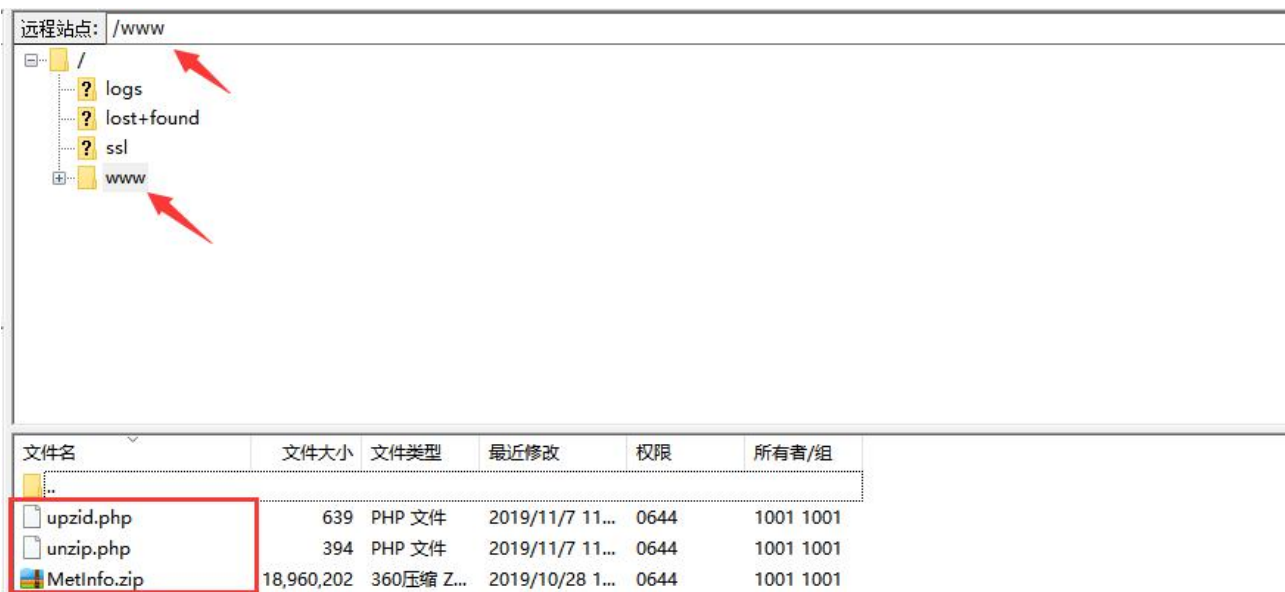 远程站点: /www
/
? logs
? lost+found
? ssl
www
文件名 文件大小 文件类型 最近修改 权限 所有者/组
..
upzid.php 639 PHP 文件 2019/11/7 11... 0644 1001 1001
unzip.php 394 PHP 文件 2019/11/7 11... 0644 1001 1001
MetInfo.zip 18,960,202 360压缩 Z... 2019/10/28 1... 0644 1001 1001